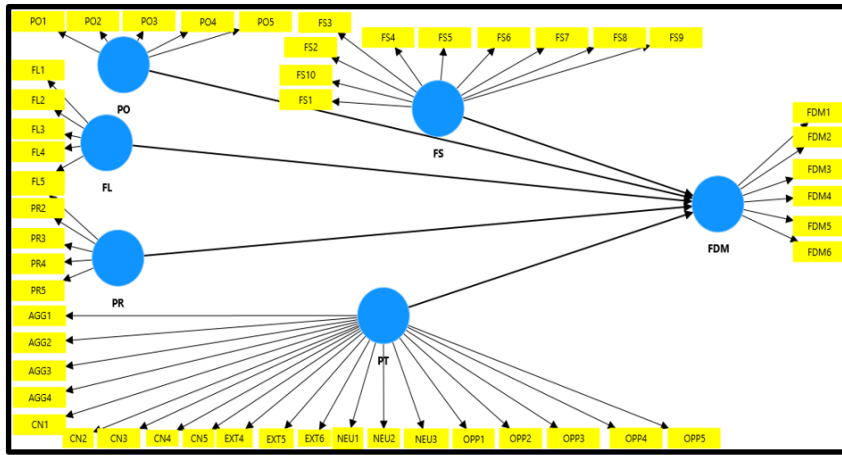 PO1 PO2 PO3 PO4 PO5
FS3 FS4 FS5 FS6 FS7 FS8 FS9
FS2
FS10
FS1
PO
FS
FL1
FL2
FL3
FL4
FL5
FL
PR2
PR3
PR4
PR5
PR
FDM1
FDM2
FDM3
FDM4
FDM5
FDM6
FDM
AGG1
AGG2
AGG3
AGG4
CN1
PT
CN2 CN3 CN4 CN5 EXT4 EXT5 EXT6 NEU1 NEU2 NEU3 OPP1 OPP2 OPP3 OPP4 OPP5